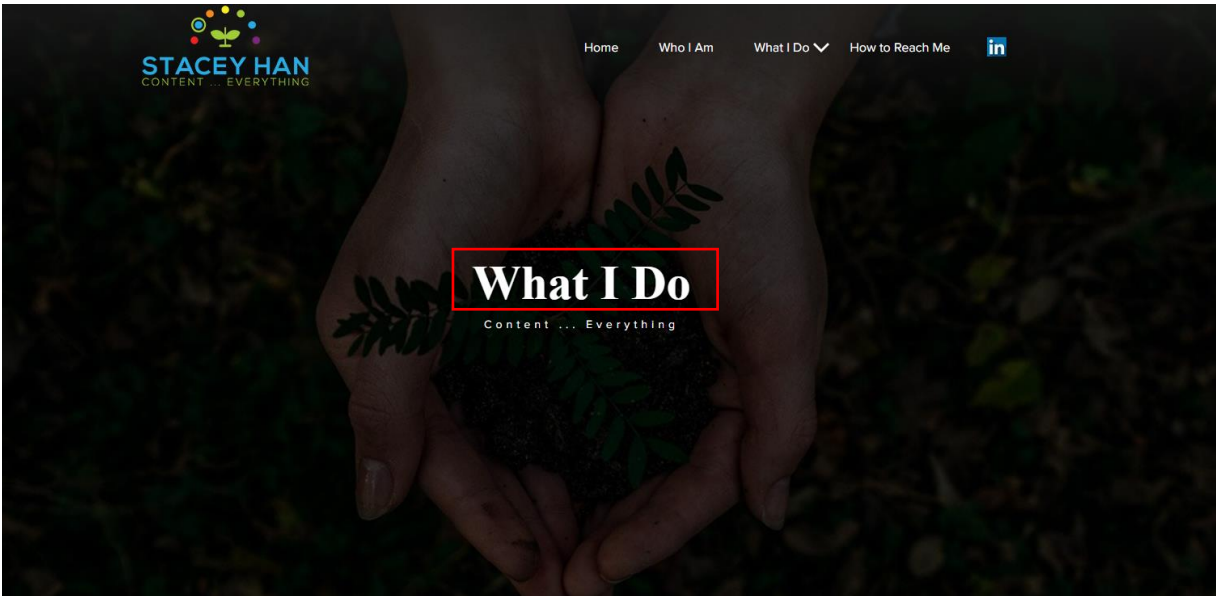 STACEY HAN
CONTENT ... EVERYTHING
Home Who I Am What I Do How to Reach Me in
What I Do
Content ... Everything